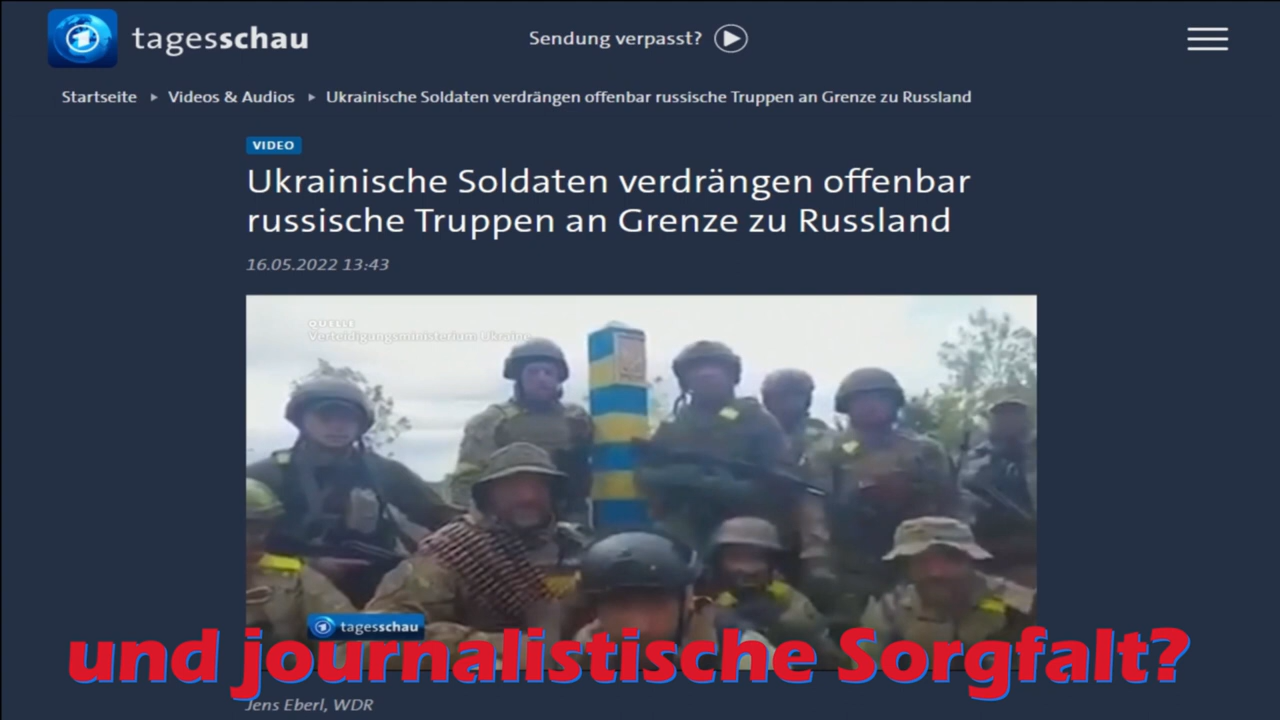 tagesschau
Sendung verpasst?
Startseite
Videos & Audios
Ukrainische Soldaten verdrängen offenbar russische Truppen an Grenze zu Russland
VIDEO
Ukrainische Soldaten verdrängen offenbar
russische Truppen an Grenze zu Russland
16.05.2022 13:43
QUELLE
Verteidigungsministerium Ukraine
tagesschau
und journalistische Sorgfalt?
Jens Eberl, WDR